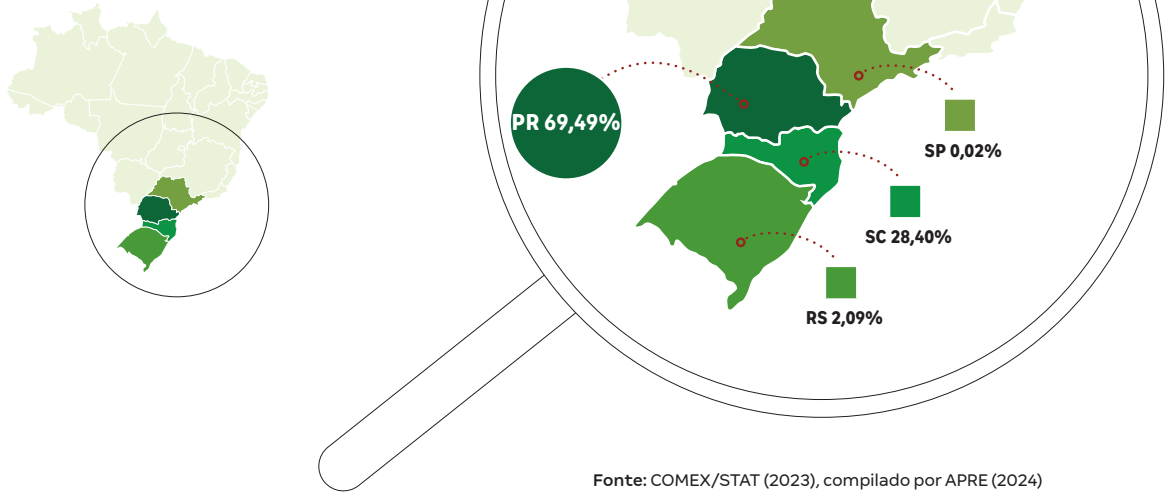 PR 69,49%
SP 0,02%
SC 28,40%
RS 2,09%
Fonte: COMEX/STAT (2023), compilado por APRE (2024)